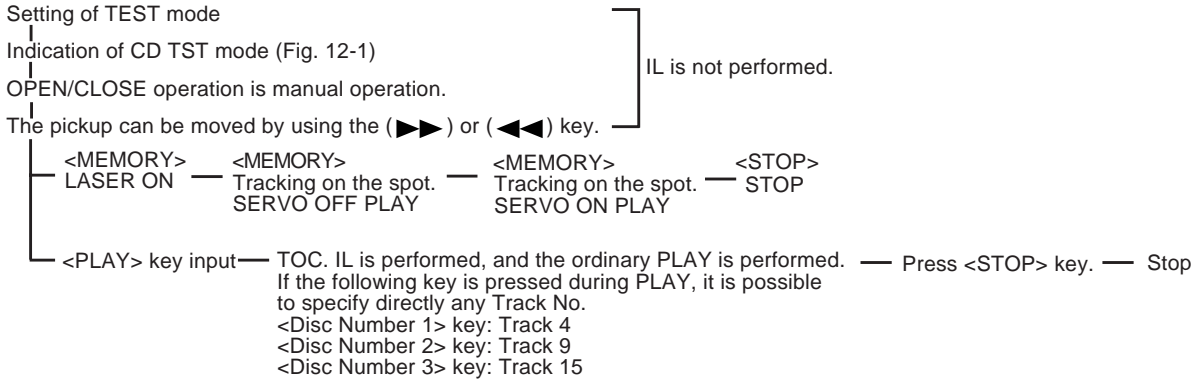 Setting of TEST mode
Indication of CD TST mode (Fig. 12-1)
OPEN/CLOSE operation is manual operation.
The pickup can be moved by using the (▶▶) or (◀◀) key.
IL is not performed.
<MEMORY>
LASER ON
<MEMORY>
Tracking on the spot.
SERVO OFF PLAY
<MEMORY>
Tracking on the spot.
SERVO ON PLAY
<STOP>
STOP
<PLAY> key input
TOC. IL is performed, and the ordinary PLAY is performed.
If the following key is pressed during PLAY, it is possible
to specify directly any Track No.
<Disc Number 1> key: Track 4
<Disc Number 2> key: Track 9
<Disc Number 3> key: Track 15
Press <STOP> key.
Stop